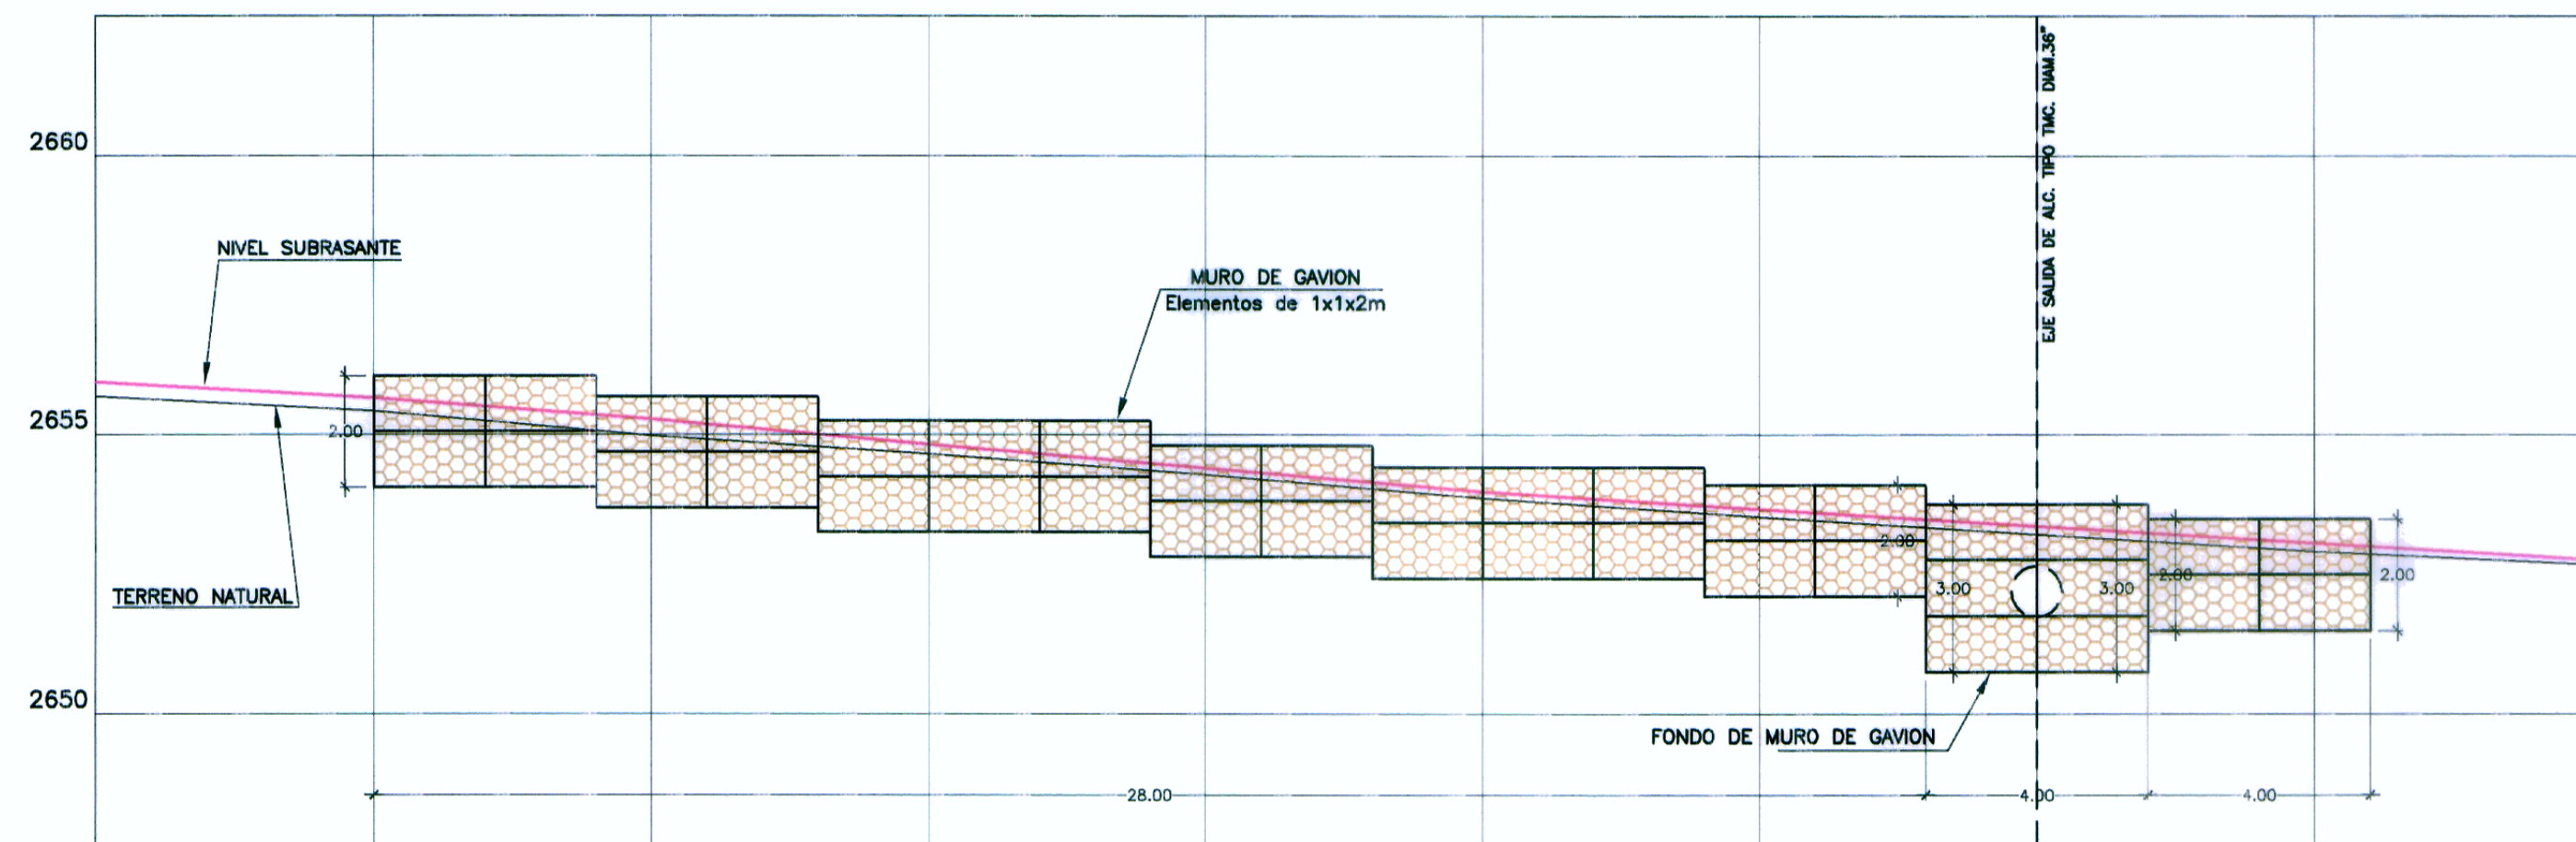 EJE SALIDA DE ALC. TIPO TMC. DIAM.36"
2660
NIVEL SUBRASANTE
MURO DE GAVION
Elementos de 1x1x2m
2655
2.00
2.00
2.00
2.00
3.00
3.00
TERRENO NATURAL
2650
FONDO DE MURO DE GAVION
28.00
4.00
4.00